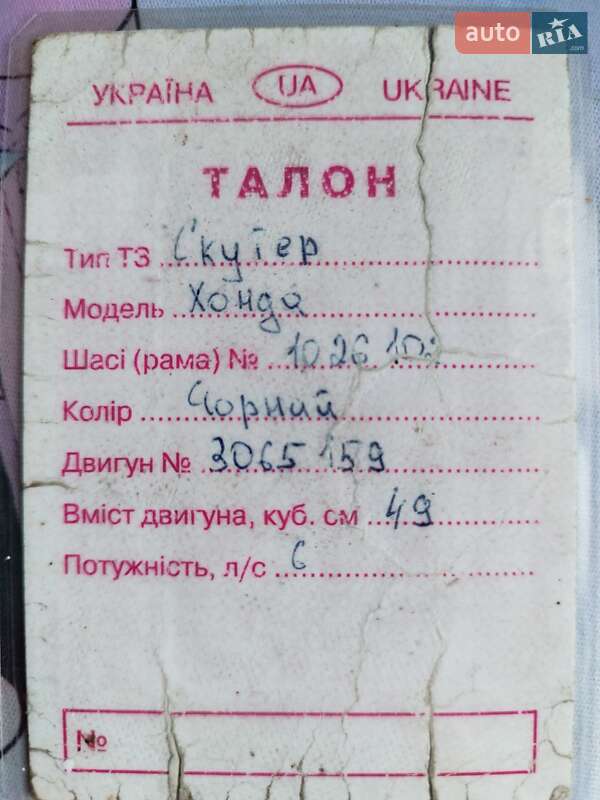 auto RIA .com
УКРАЇНА UA UKRAINE
ТАЛОН
Тип ТЗ Скутер
Модель Хонда
Шасі (рама) №
Колір Чорний
Двигун № 3065159
Вміст двигуна, куб. см 49
Потужність, л/с 6
№